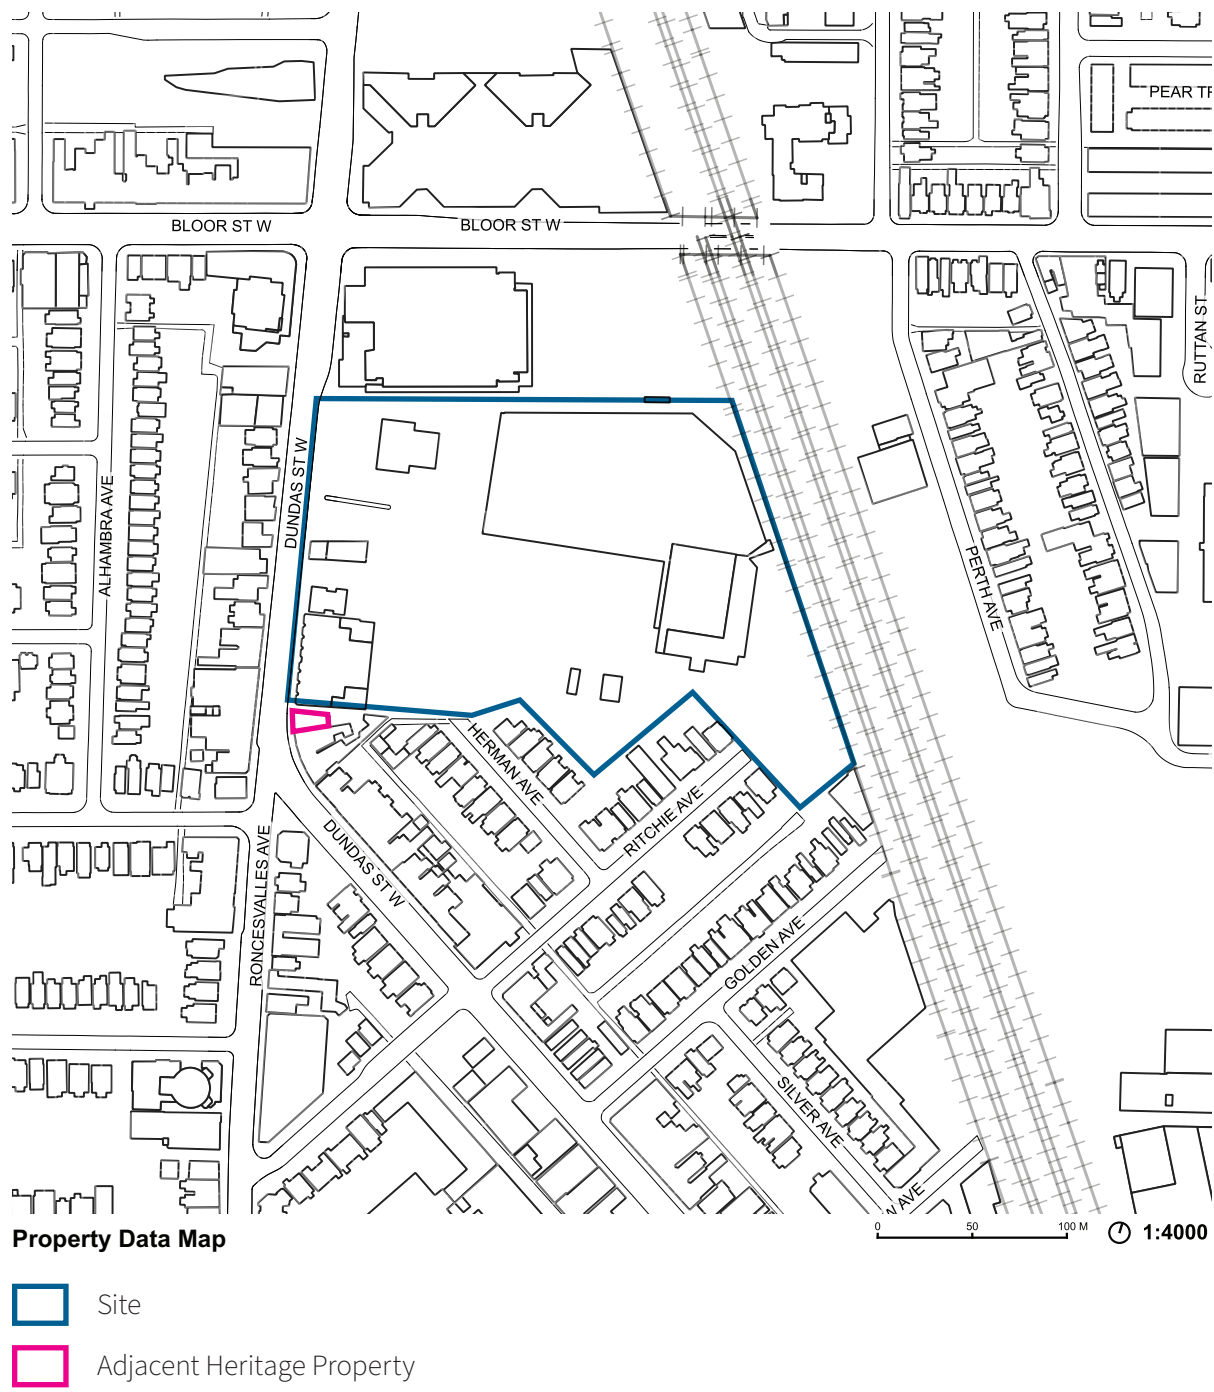 PEAR TR
BLOOR ST W
BLOOR ST W
RUTTAN ST
DUNDAS ST W
ALHAMBRA AVE
PERTH AVE
HERMAN AVE
RITCHIE AVE
DUNDAS ST W
RONCESVALLES AVE
GOLDEN AVE
SILVER AVE
N AVE
Property Data Map
0 50 100 M
1:4000
Site
Adjacent Heritage Property